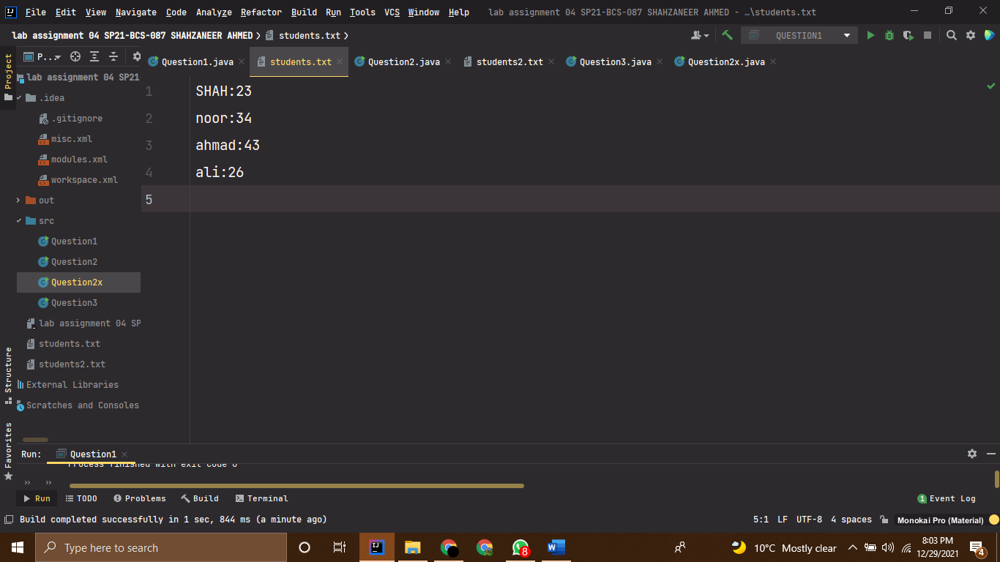 File Edit View Navigate Code Analyze Refactor Build Run Tools VCS Window Help lab assignment 04 SP21-BCS-087 SHAHZANEER AHMED - …\students.txt
lab assignment 04 SP21-BCS-087 SHAHZANEER AHMED students.txt
QUESTION1
Project
P...
Question1.java students.txt Question2.java students2.txt Question3.java Question2x.java
lab assignment 04 SP21
.idea
.gitignore
misc.xml
modules.xml
workspace.xml
out
src
Question1
Question2
Question2x
Question3
lab assignment 04 SP
students.txt
students2.txt
External Libraries
Scratches and Consoles
1 SHAH:23
2 noor:34
3 ahmad:43
4 ali:26
5
Structure
Favorites
Run: Question1
Process finished with exit code 0
Run TODO Problems Build Terminal 1 Event Log
Build completed successfully in 1 sec, 844 ms (a minute ago) 5:1 LF UTF-8 4 spaces Monokai Pro (Material)
Type here to search 8 10°C Mostly clear 8:03 PM
12/29/2021 4